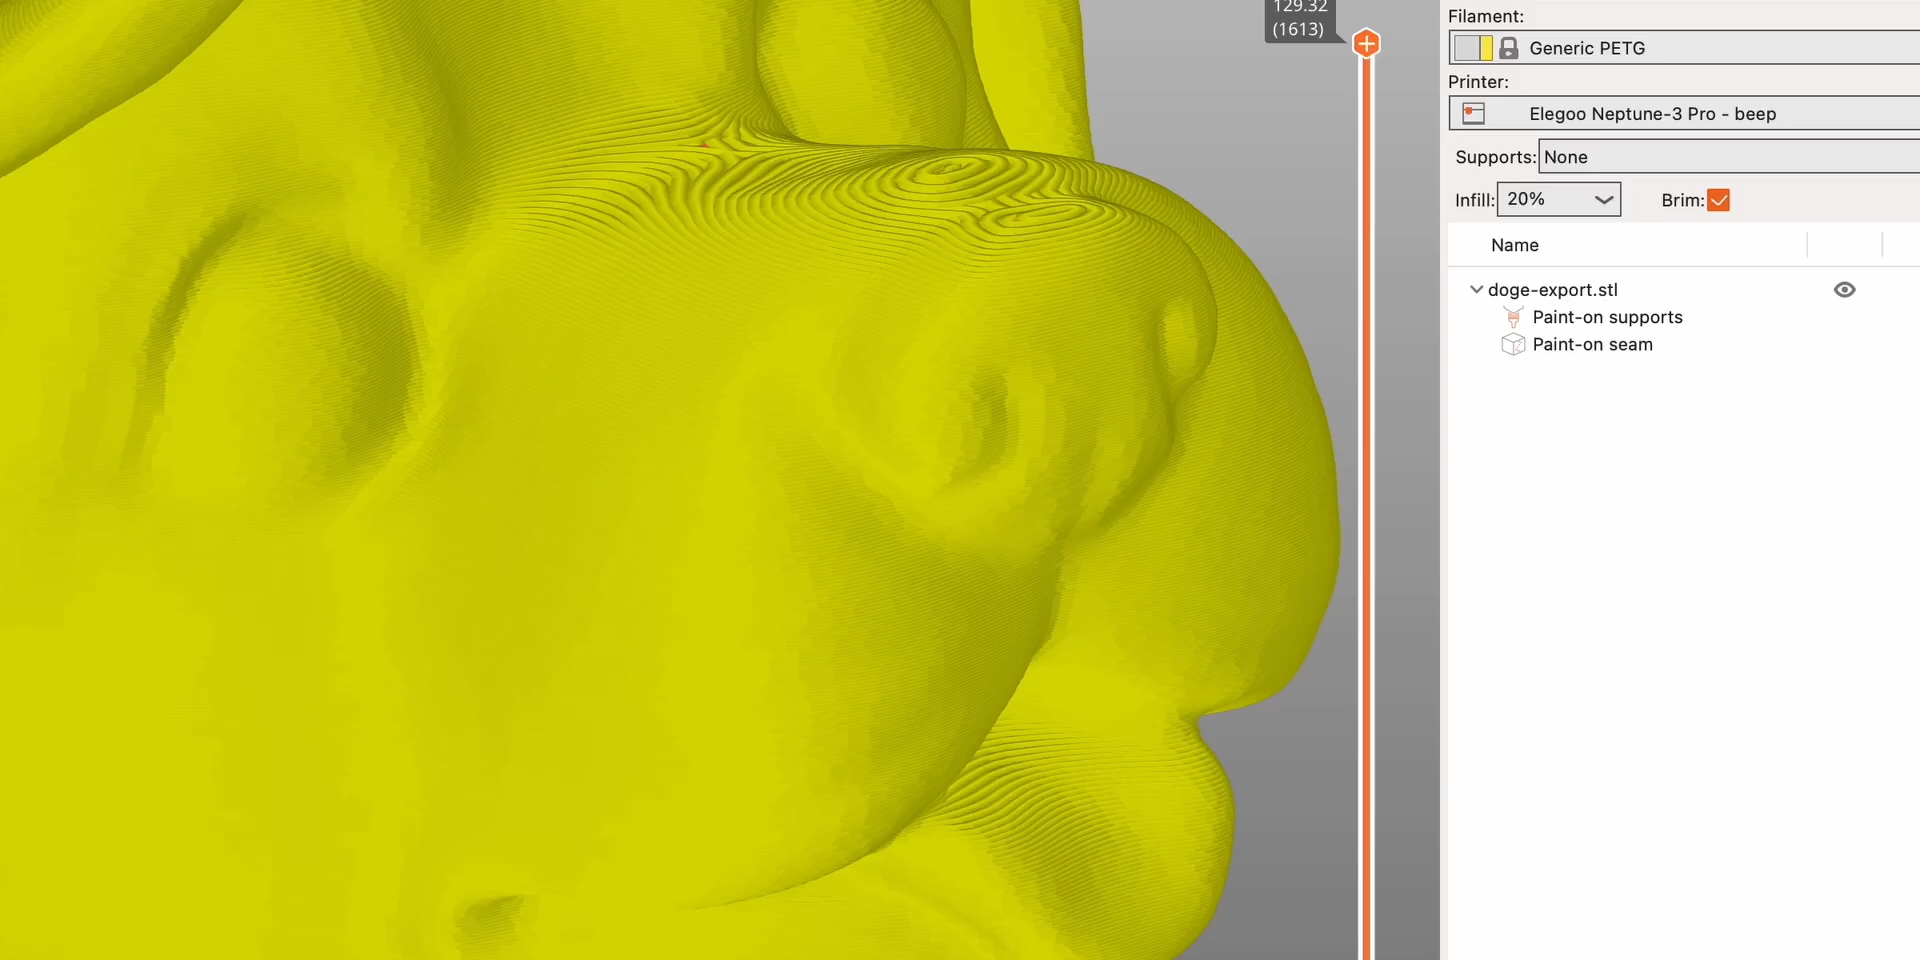 129.32
(1613)
Filament:
Generic PETG
Printer:
Elegoo Neptune-3 Pro - beep
Supports: None
Infill: 20% Brim:
Name
doge-export.stl
Paint-on supports
Paint-on seam